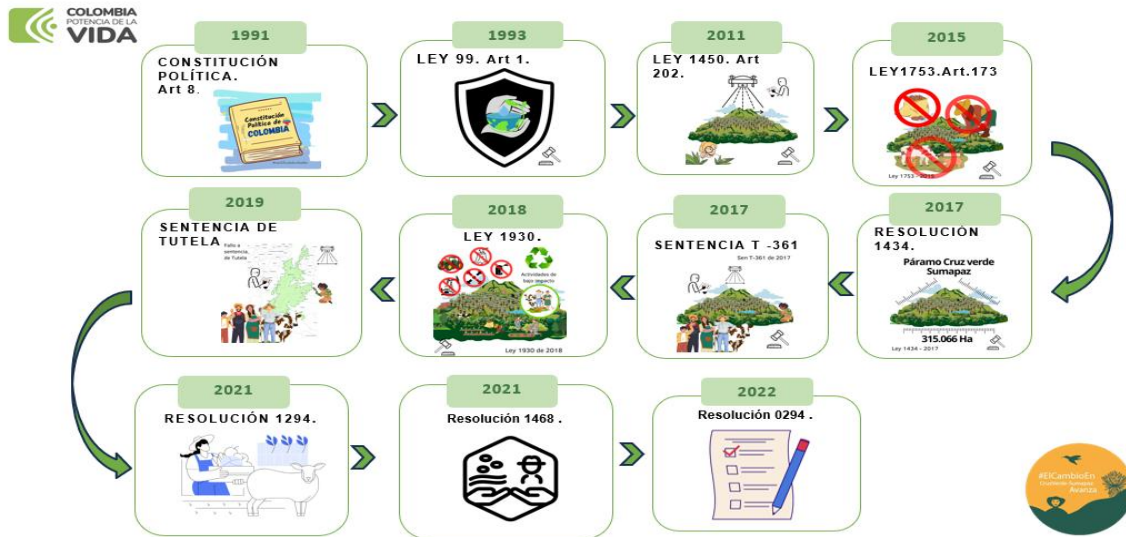 COLOMBIA
POTENCIA DE LA
VIDA
1991
CONSTITUCIÓN
POLÍTICA.
Art 8.
Constitución
Política de
COLOMBIA
1993
LEY 99. Art 1.
2011
LEY 1450. Art
202.
2015
LEY1753.Art.173
Ley 1753 - 2015
2017
RESOLUCIÓN
1434.
Páramo Cruz verde
Sumapaz
315.066 Ha
Ley 1434 - 2017
2017
SENTENCIA T -361
Sen T-361 de 2017
2018
LEY 1930.
Actividades de
bajo impacto
Ley 1930 de 2018
2019
SENTENCIA DE
TUTELA
Fallo a
sentencia,
de Tutela
2021
RESOLUCIÓN 1294.
2021
Resolución 1468 .
2022
Resolución 0294 .
#ElCambioEn
CruzVerde Sumapaz
Avanza